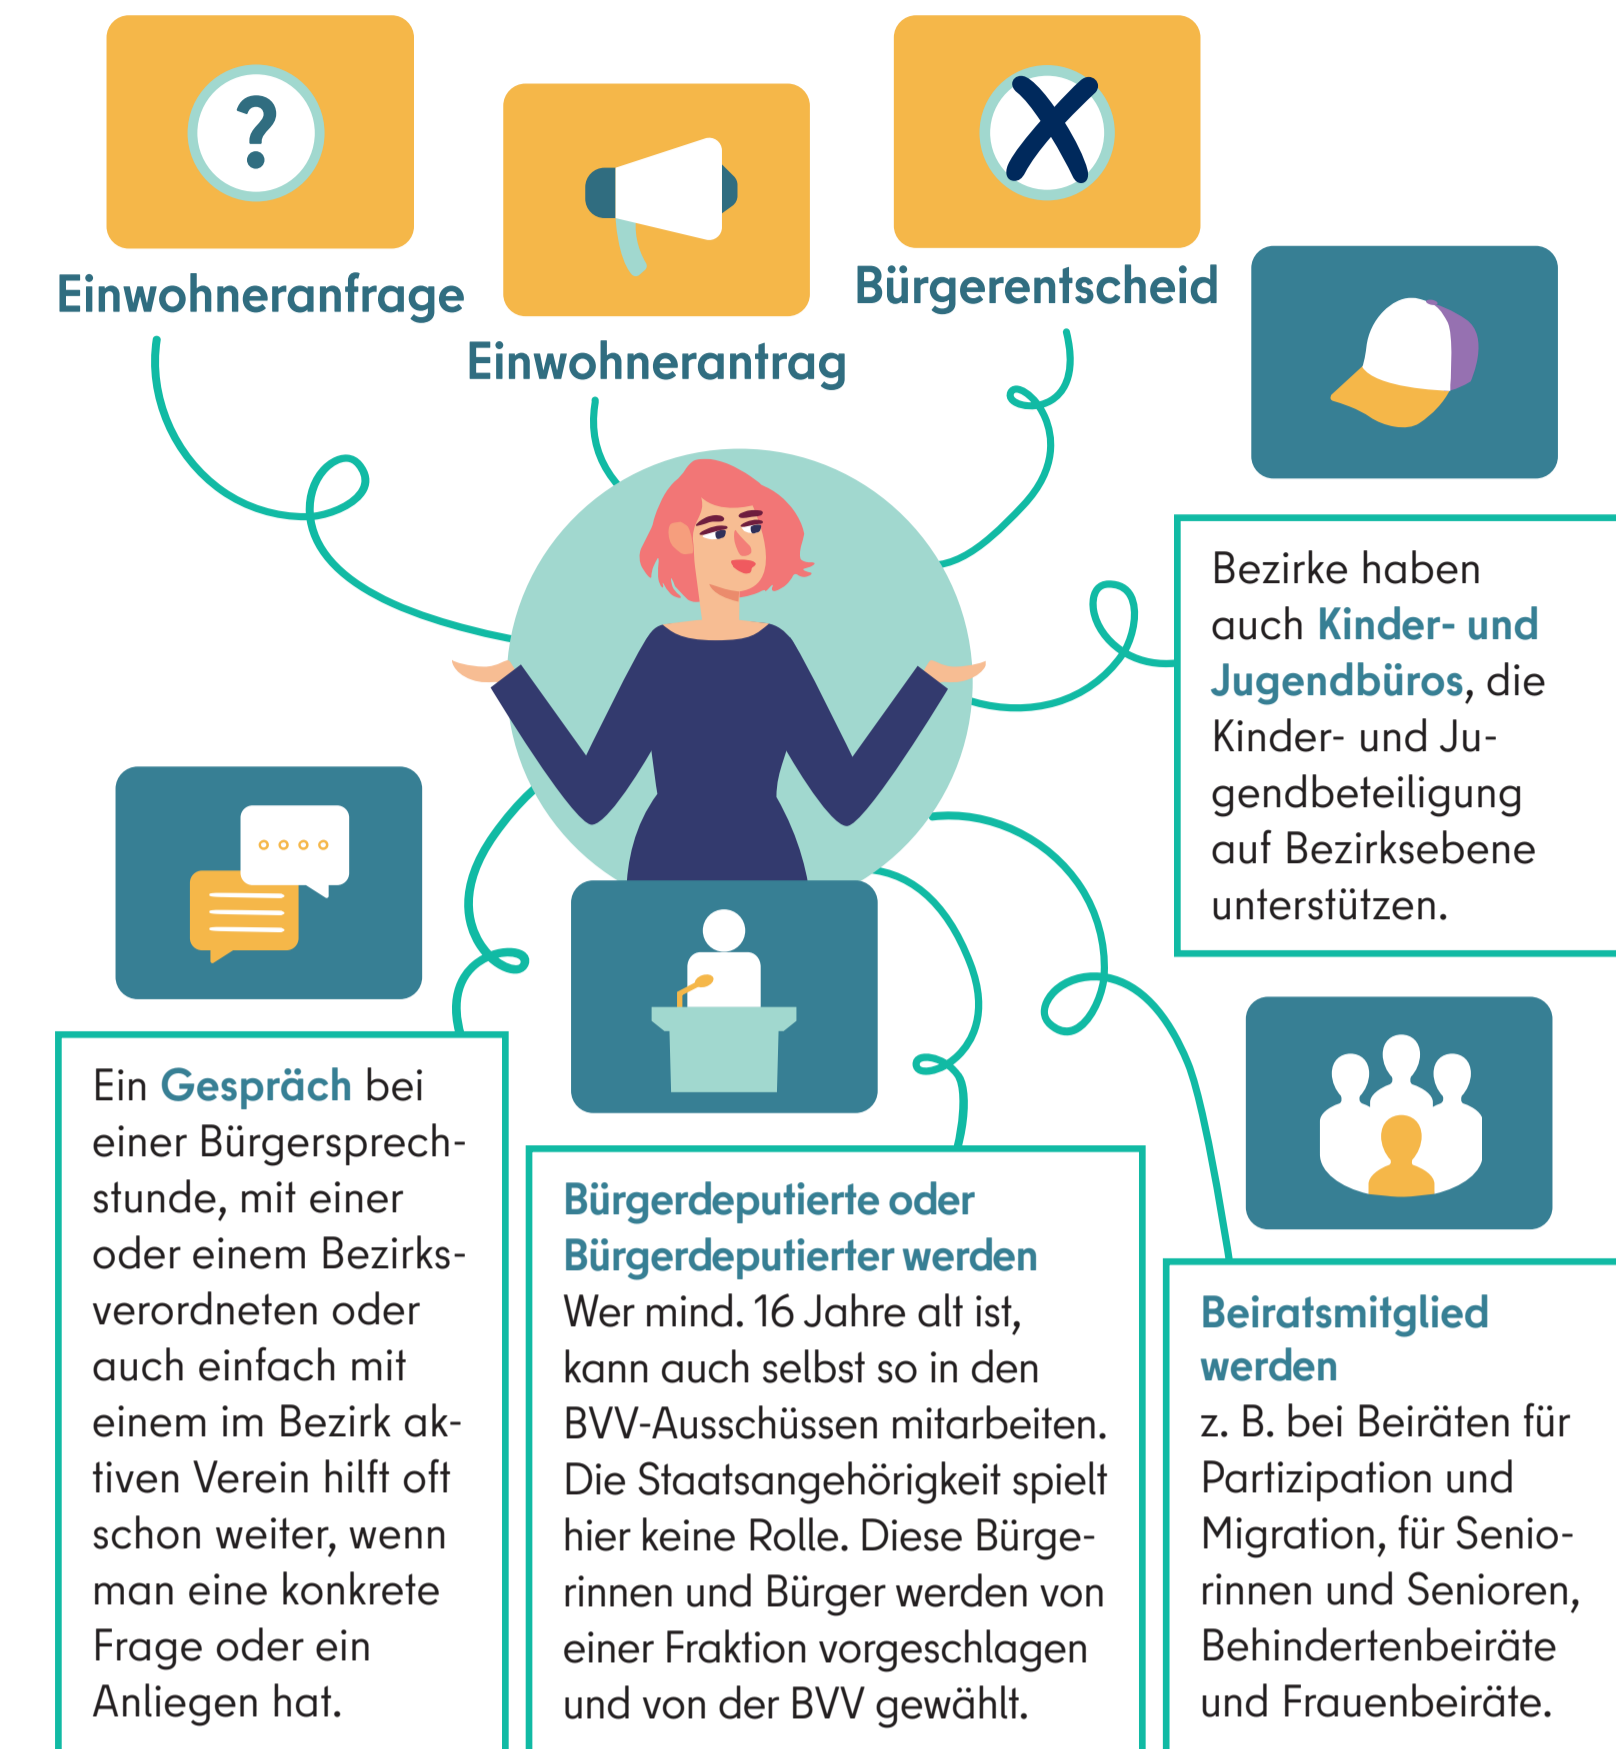 ?
Einwohneranfrage
Einwohnerantrag
Bürgerentscheid
Bezirke haben
auch Kinder- und
Jugendbüros, die
Kinder- und Ju-
gendbeteiligung
auf Bezirksebene
unterstützen.
Ein Gespräch bei
einer Bürgersprech-
stunde, mit einer
oder einem Bezirks-
verordneten oder
auch einfach mit
einem im Bezirk ak-
tiven Verein hilft oft
schon weiter, wenn
man eine konkrete
Frage oder ein
Anliegen hat.
Bürgerdeputierte oder
Bürgerdeputierter werden
Wer mind. 16 Jahre alt ist,
kann auch selbst so in den
BVV-Ausschüssen mitarbeiten.
Die Staatsangehörigkeit spielt
hier keine Rolle. Diese Bürge-
rinnen und Bürger werden von
einer Fraktion vorgeschlagen
und von der BVV gewählt.
Beiratsmitglied
werden
z. B. bei Beiräten für
Partizipation und
Migration, für Senio-
rinnen und Senioren,
Behindertenbeiräte
und Frauenbeiräte.